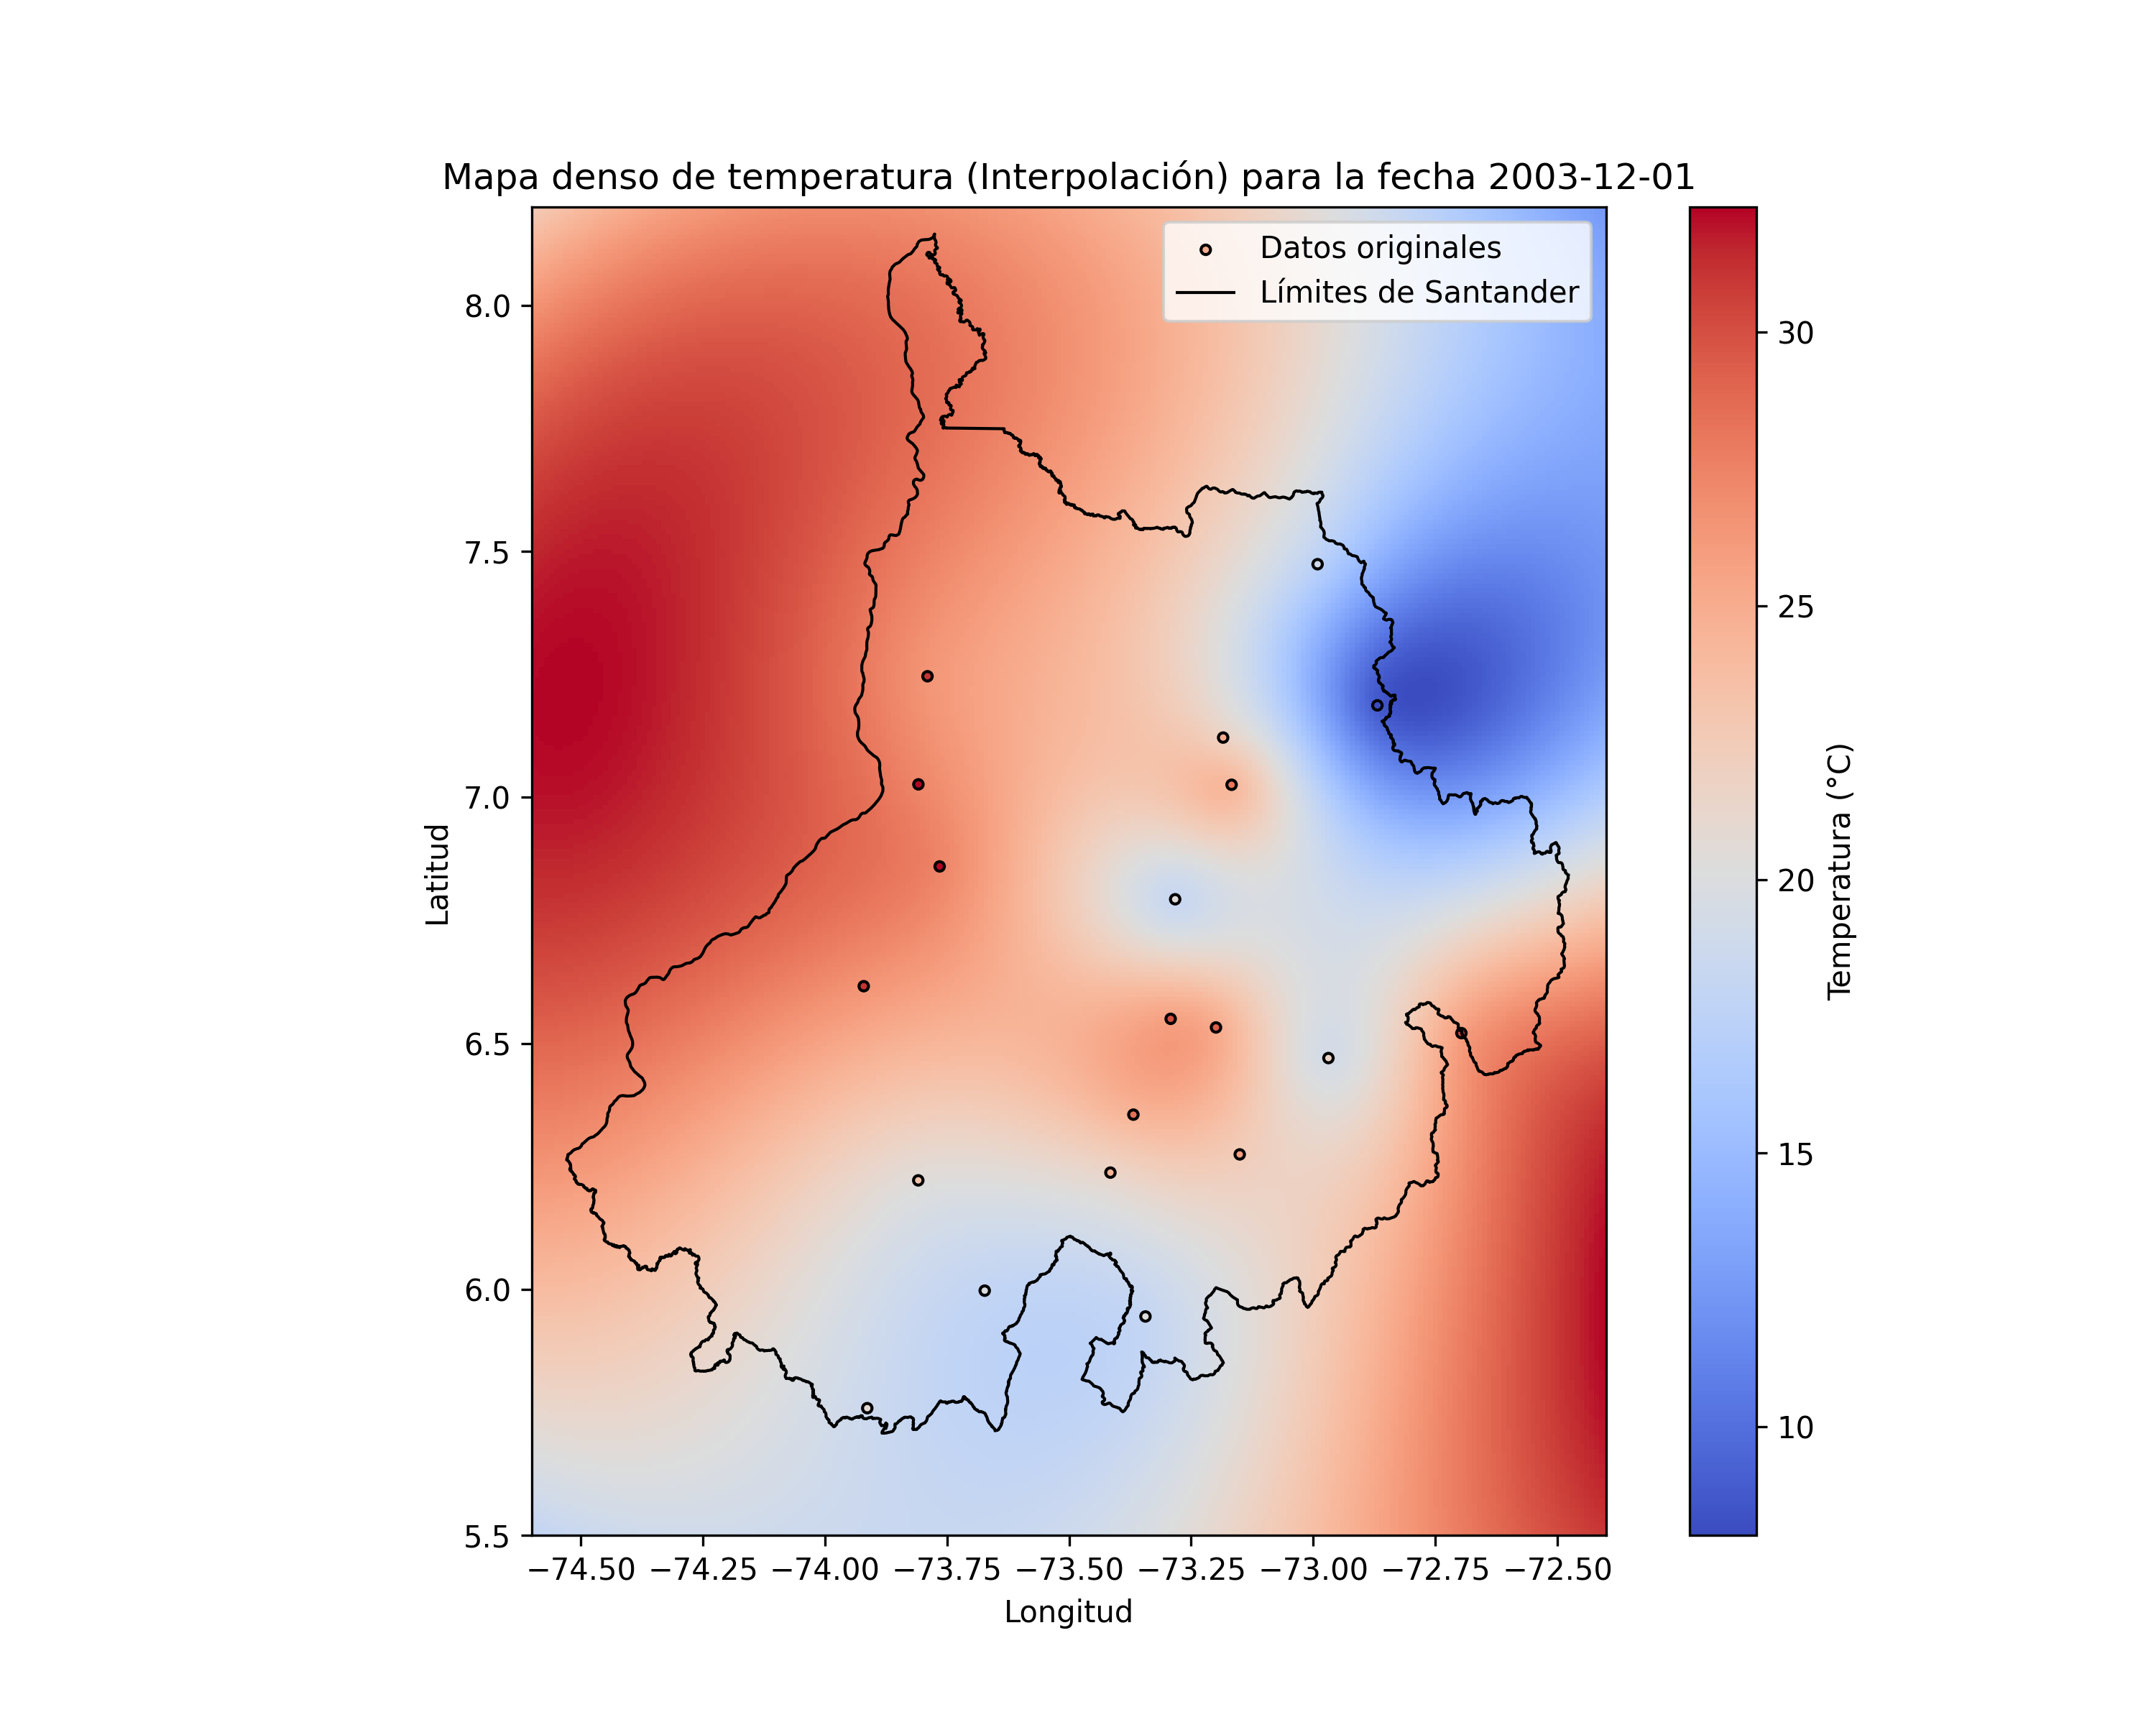 Mapa denso de temperatura (Interpolación) para la fecha 2003-12-01
Datos originales
Límites de Santander
8.0
7.5
7.0
6.5
6.0
5.5
Latitud
−74.50 −74.25 −74.00 −73.75 −73.50 −73.25 −73.00 −72.75 −72.50
Longitud
30
25
20
15
10
Temperatura (°C)